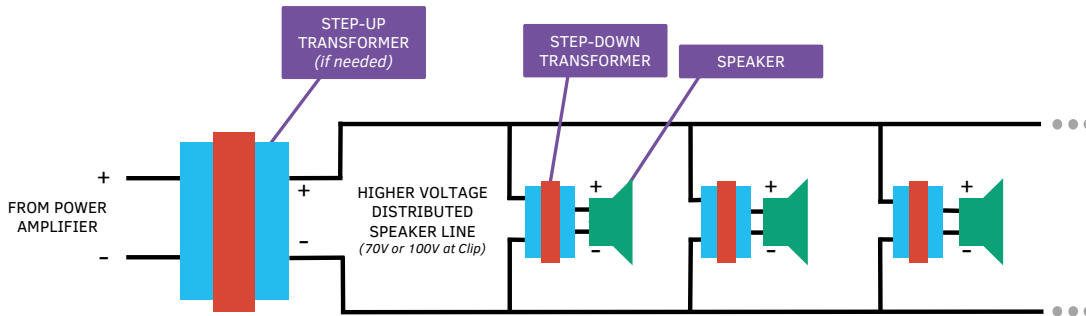 STEP-UP
TRANSFORMER
(if needed)
STEP-DOWN
TRANSFORMER
SPEAKER
+
FROM POWER
AMPLIFIER
-
+
-
HIGHER VOLTAGE
DISTRIBUTED
SPEAKER LINE
(70V or 100V at Clip)
+
-
+
-
+
-